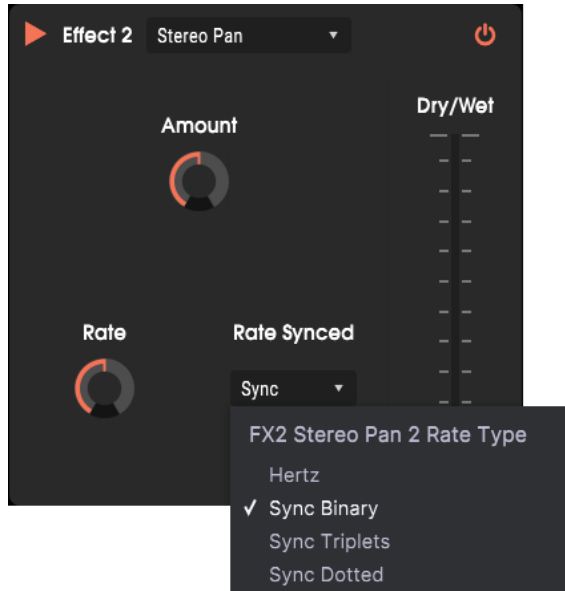 Effect 2 Stereo Pan
Dry/Wet
Amount
Rate Rate Synced
Sync
FX2 Stereo Pan 2 Rate Type
Hertz
Sync Binary
Sync Triplets
Sync Dotted